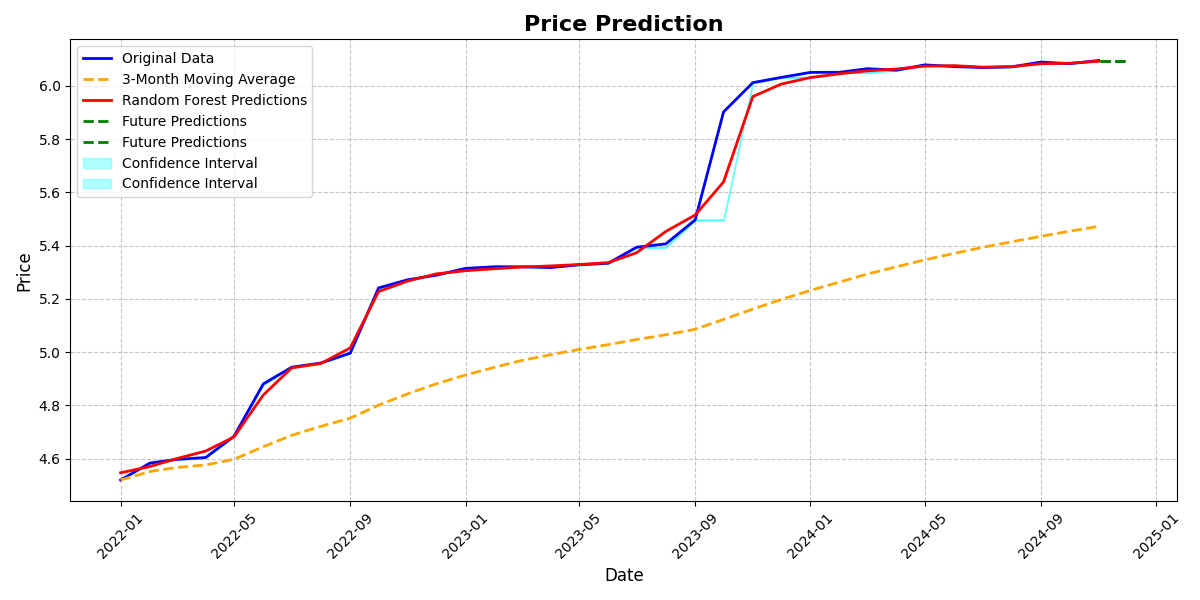 Price Prediction
Original Data
3-Month Moving Average
Random Forest Predictions
Future Predictions
Future Predictions
Confidence Interval
Confidence Interval
Price
6.0
5.8
5.6
5.4
5.2
5.0
4.8
4.6
2022-01
2022-05
2022-09
2023-01
2023-05
2023-09
2024-01
2024-05
2024-09
2025-01
Date